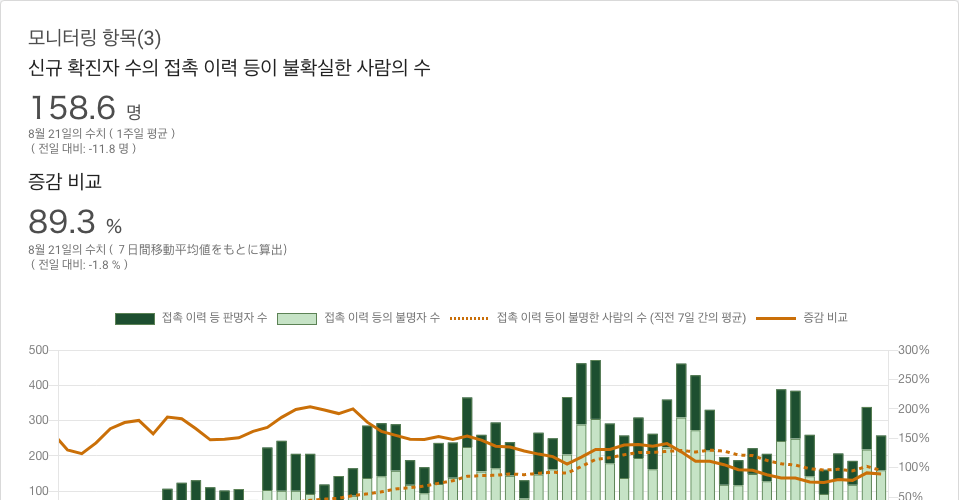 모니터링 항목(3)
신규 확진자 수의 접촉 이력 등이 불확실한 사람의 수
158.6 명
8월 21일의 수치 ( 1주일 평균 )
( 전일 대비: -11.8 명 )
증감 비교
89.3 %
8월 21일의 수치 ( ７日間移動平均値をもとに算出)
( 전일 대비: -1.8 % )
접촉 이력 등 판명자 수 접촉 이력 등의 불명자 수 접촉 이력 등이 불명한 사람의 수 (직전 7일 간의 평균) 증감 비교
500 300%
250%
400
200%
300
150%
200
100%
100
50%